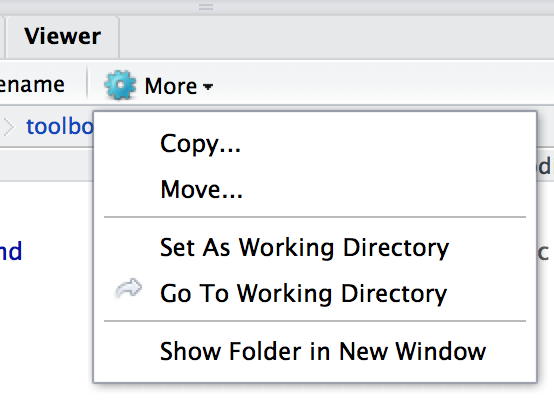 Viewer
ename
More
toolbo
Copy...
Move...
Set As Working Directory
nd
Go To Working Directory
Show Folder in New Window